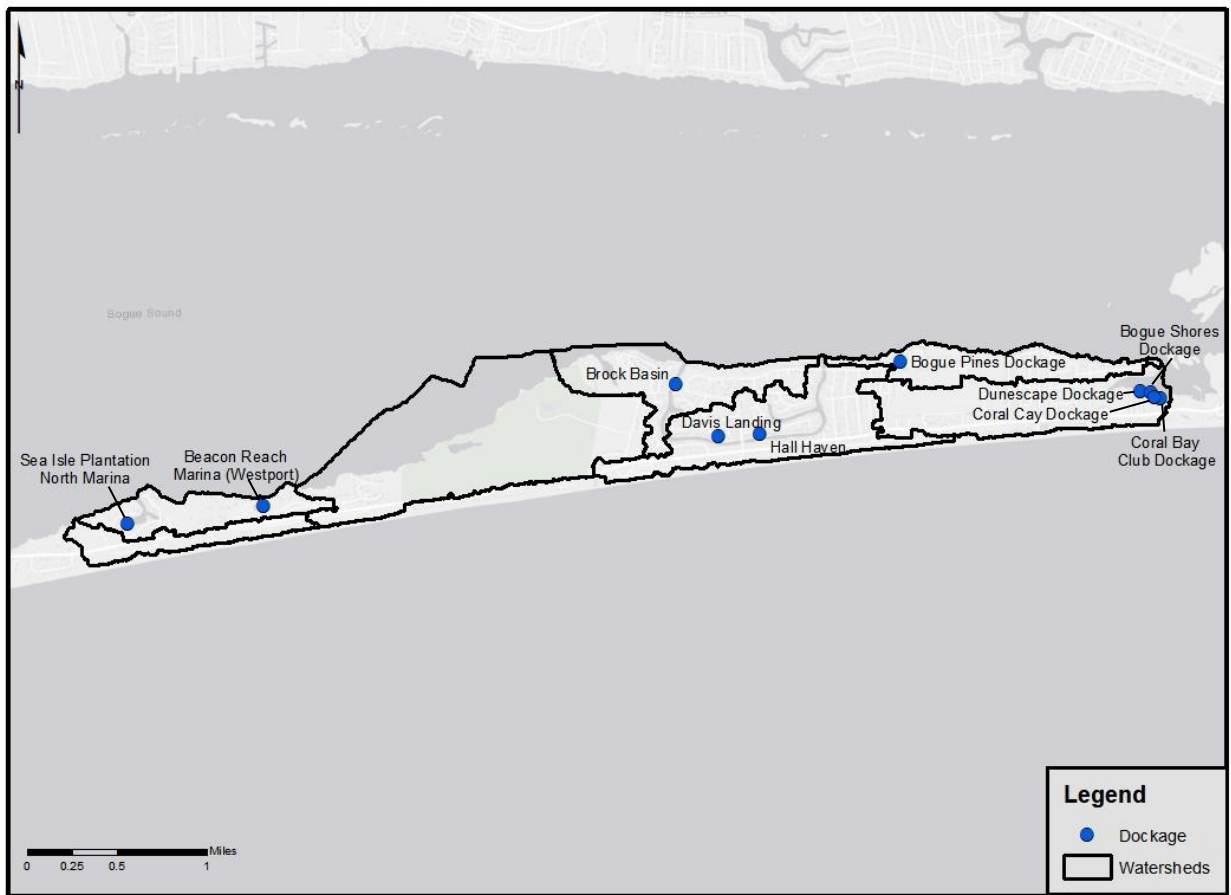 N
Bogue Sound
Bogue Shores
Dockage
Bogue Pines Dockage
Brock Basin
Dunescape Dockage
Coral Cay Dockage
Davis Landing
Hall Haven
Coral Bay
Club Dockage
Beacon Reach
Marina (Westport)
Sea Isle Plantation
North Marina
Legend
Dockage
Watersheds
Miles
0 0.25 0.5 1